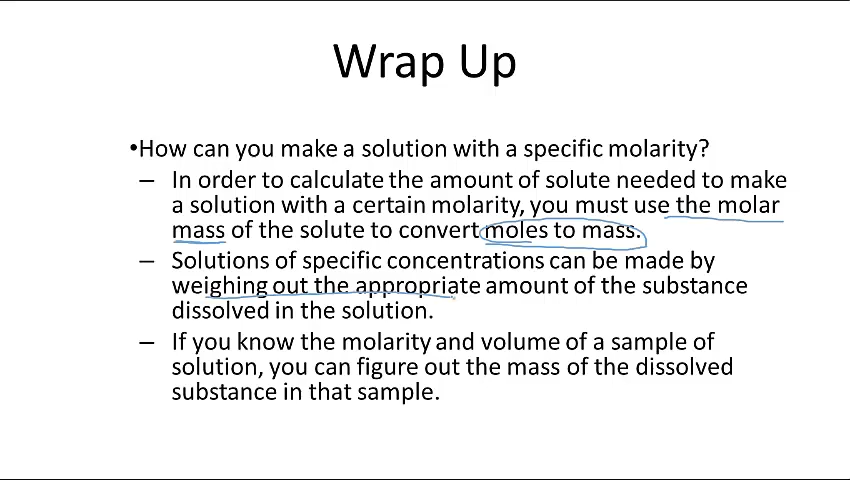 Wrap Up
•How can you make a solution with a specific molarity?
– In order to calculate the amount of solute needed to make
a solution with a certain molarity, you must use the molar
mass of the solute to convert moles to mass.
– Solutions of specific concentrations can be made by
weighing out the appropriate amount of the substance
dissolved in the solution.
– If you know the molarity and volume of a sample of
solution, you can figure out the mass of the dissolved
substance in that sample.